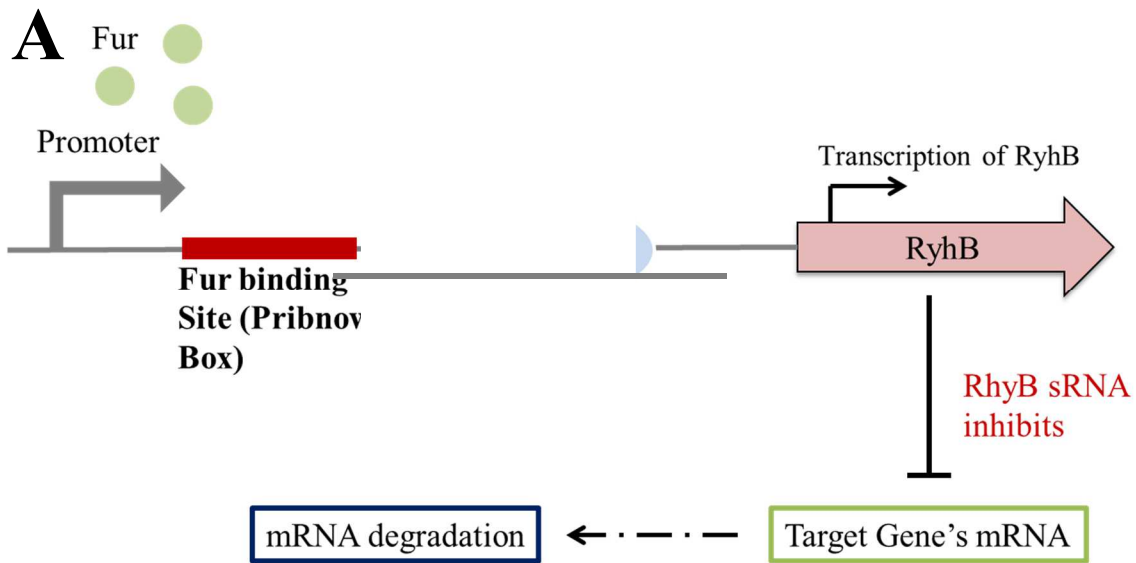 A
Fur
Promoter
Transcription of RyhB
RyhB
Fur binding
Site (Pribnov
Box)
RhyB sRNA
inhibits
mRNA degradation
Target Gene's mRNA